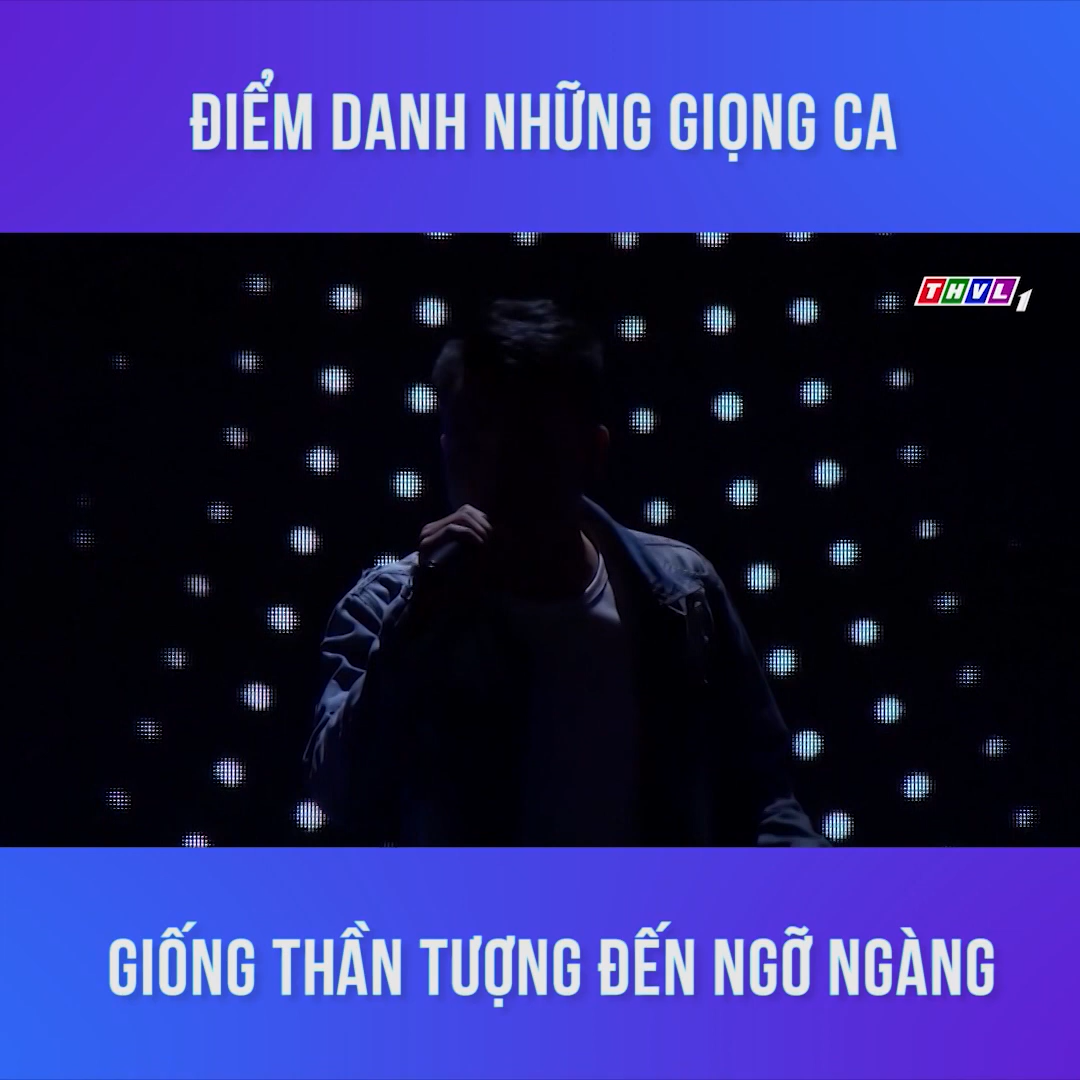 ĐIỂM DANH NHỮNG GIỌNG CA
THVL1
GIỐNG THẦN TƯỢNG ĐẾN NGỠ NGÀNG